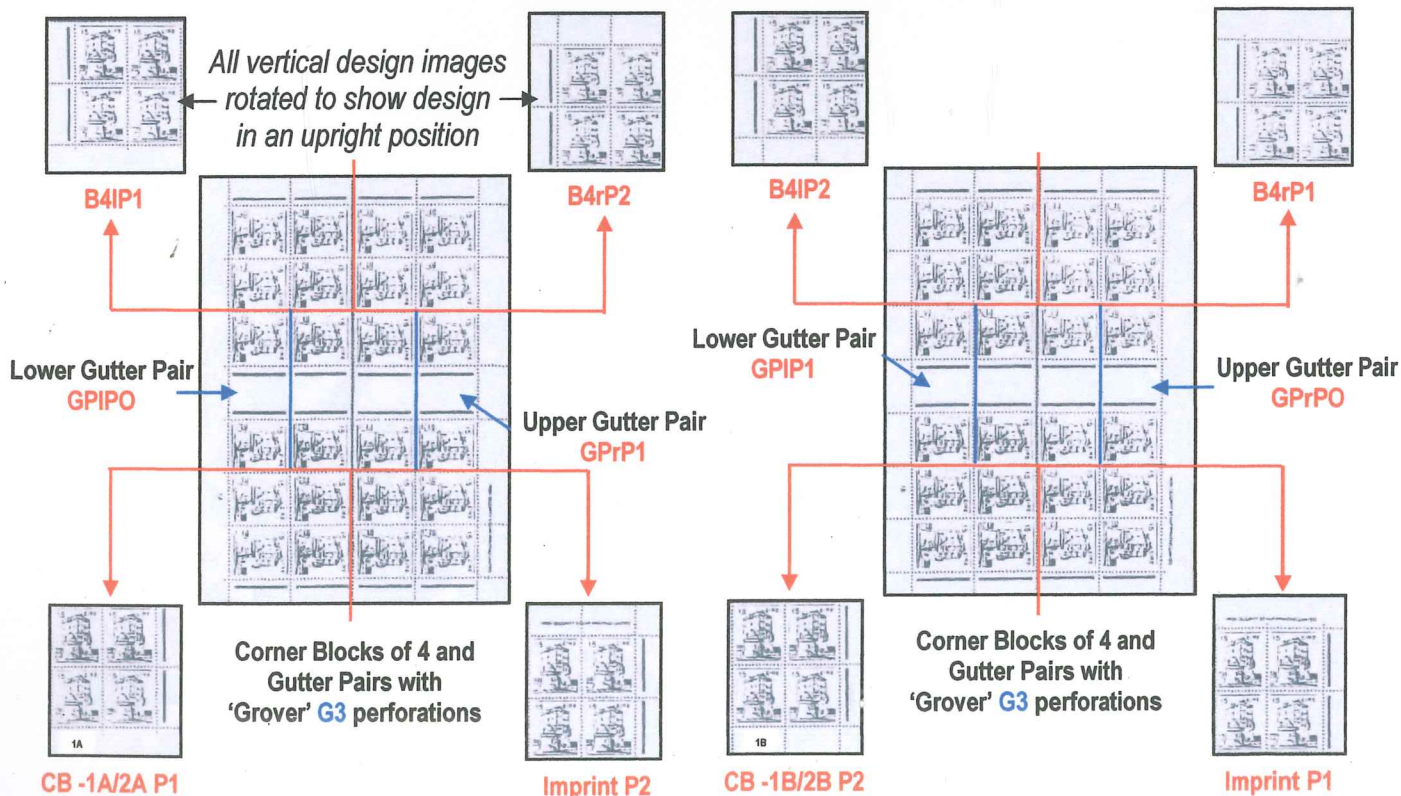 All vertical design images
rotated to show design
in an upright position
B4lP1
B4rP2
B4lP2
B4rP1
Lower Gutter Pair
GPlPO
Upper Gutter Pair
GPrP1
Lower Gutter Pair
GPlP1
Upper Gutter Pair
GPrPO
Corner Blocks of 4 and
Gutter Pairs with
'Grover' G3 perforations
Corner Blocks of 4 and
Gutter Pairs with
'Grover' G3 perforations
1A
1B
CB -1A/2A P1
Imprint P2
CB -1B/2B P2
Imprint P1